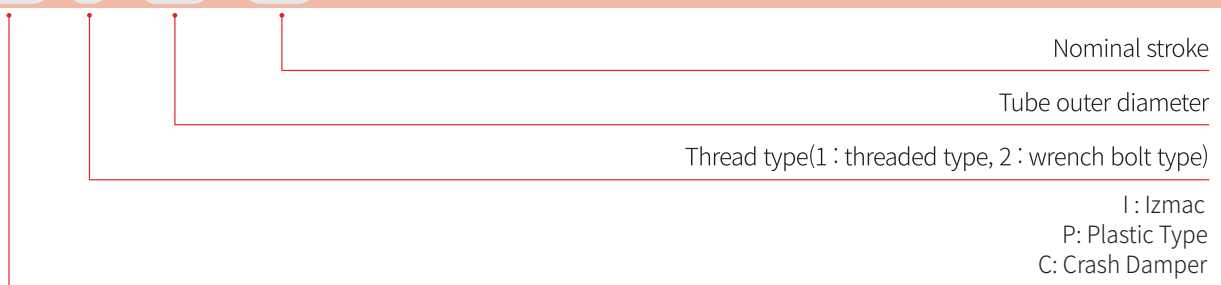 Nominal stroke
Tube outer diameter
Thread type(1 : threaded type, 2 : wrench bolt type)
I : Izmac
P: Plastic Type
C: Crash Damper